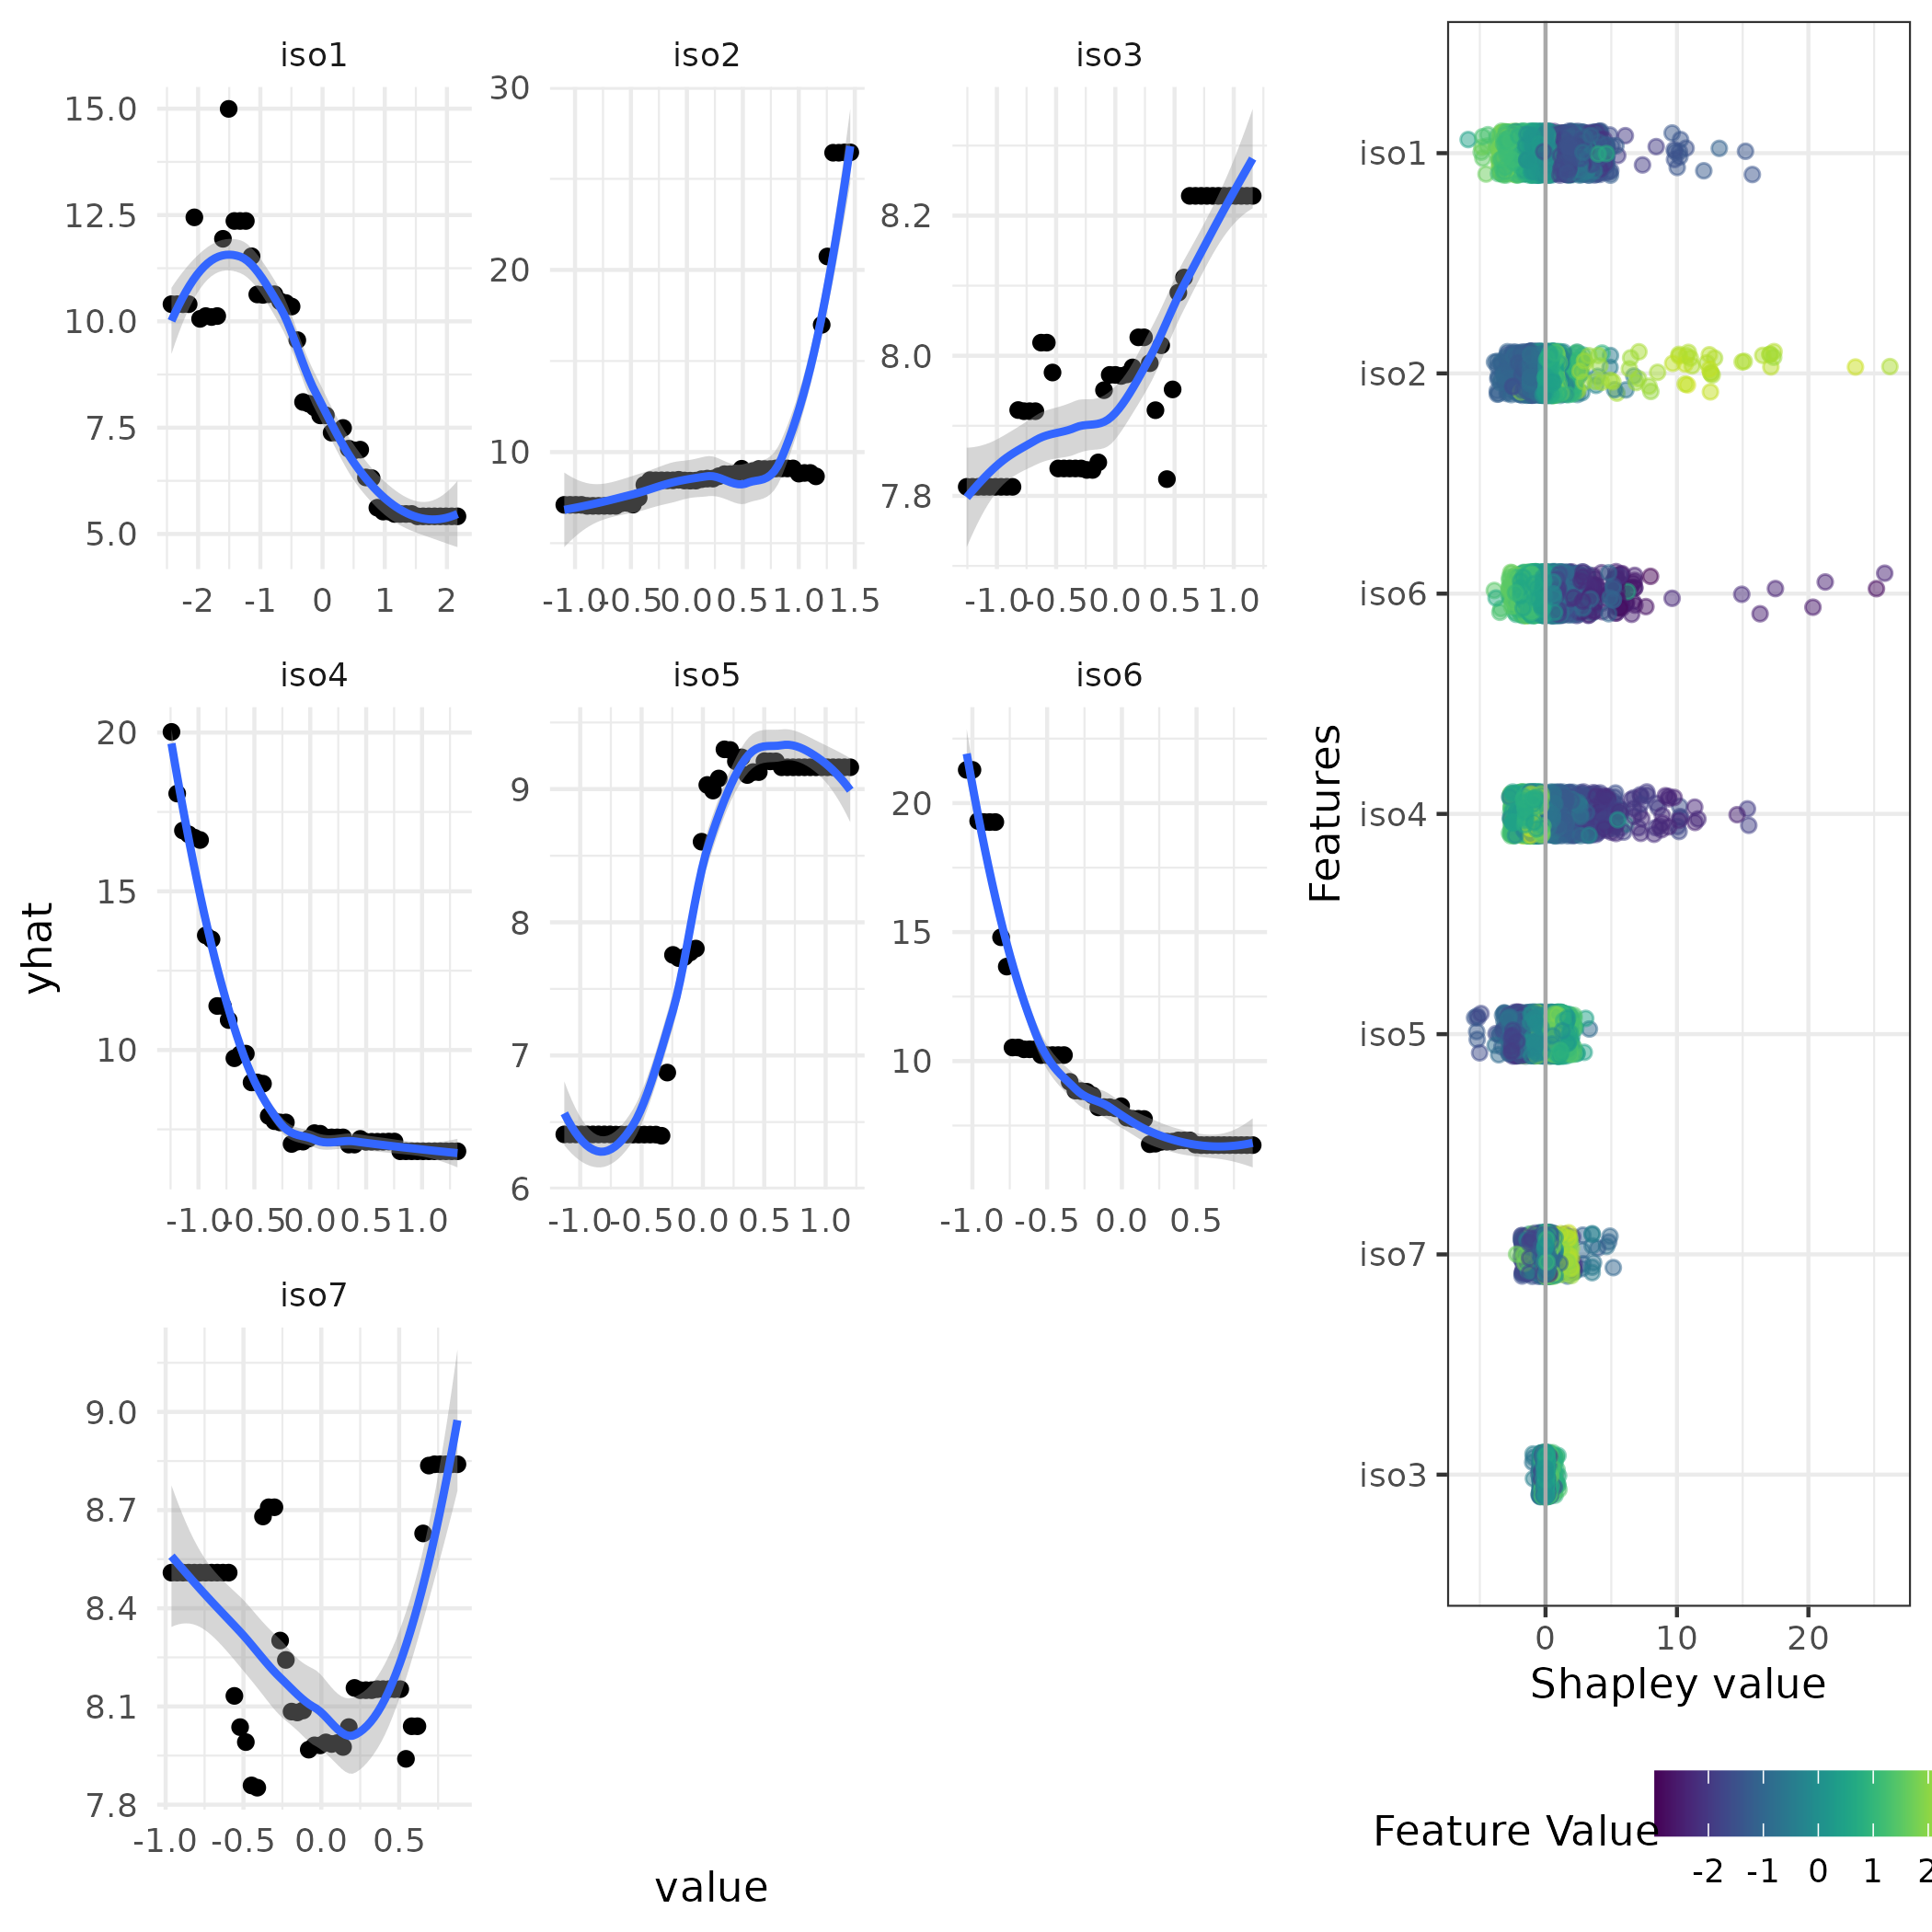 iso1 iso2 iso3
15.0
12.5
10.0
7.5
5.0
-2 -1 0 1 2
30
20
10
-1.0 -0.5 0.0 0.5 1.0 1.5
8.2
8.0
7.8
-1.0 -0.5 0.0 0.5 1.0
iso4 iso5 iso6
20
15
10
-1.0 -0.5 0.0 0.5 1.0
9
8
7
6
-1.0 -0.5 0.0 0.5 1.0
20
15
10
-1.0 -0.5 0.0 0.5
iso7
9.0
8.7
8.4
8.1
7.8
-1.0 -0.5 0.0 0.5
yhat
value
Features
iso1
iso2
iso6
iso4
iso5
iso7
iso3
0 10 20
Shapley value
Feature Value
-2 -1 0 1 2